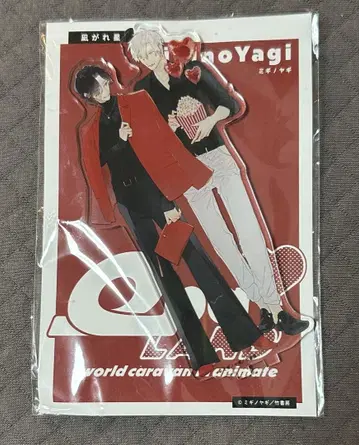 凪がれ星
noYagi
ミギノヤギ
world caravan animate
© ミギノヤギ/竹書房